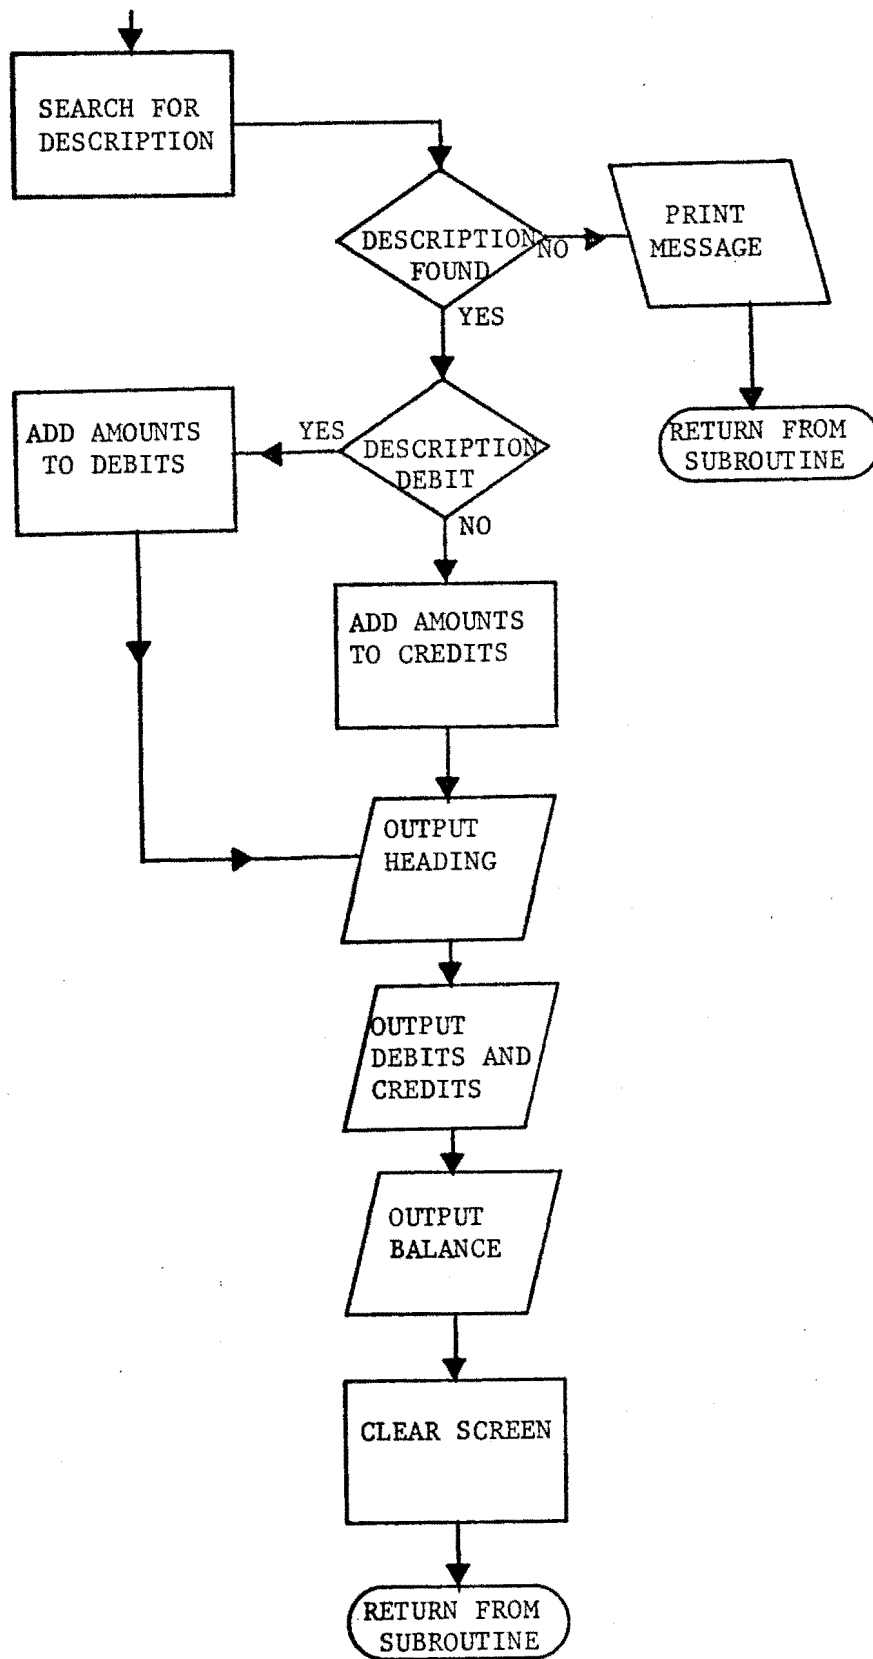 SEARCH FOR
DESCRIPTION
DESCRIPTION
FOUND
NO
PRINT
MESSAGE
YES
RETURN FROM
SUBROUTINE
ADD AMOUNTS
TO DEBITS
YES
DESCRIPTION
DEBIT
NO
ADD AMOUNTS
TO CREDITS
OUTPUT
HEADING
OUTPUT
DEBITS AND
CREDITS
OUTPUT
BALANCE
CLEAR SCREEN
RETURN FROM
SUBROUTINE